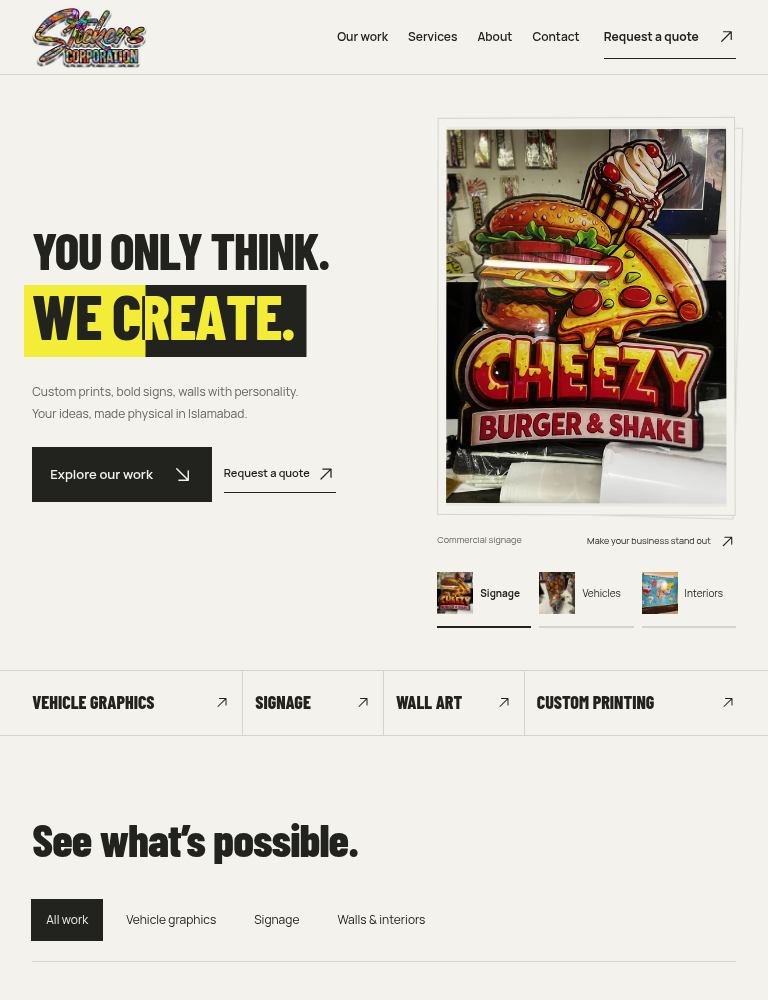 Stickers
CORPORATION
Our work
Services
About
Contact
Request a quote
YOU ONLY THINK.
WE CREATE.
Custom prints, bold signs, walls with personality.
Your ideas, made physical in Islamabad.
Explore our work
Request a quote
CHEEZY
BURGER & SHAKE
Commercial signage
Make your business stand out
Signage
Vehicles
Interiors
VEHICLE GRAPHICS
SIGNAGE
WALL ART
CUSTOM PRINTING
See what’s possible.
All work
Vehicle graphics
Signage
Walls & interiors